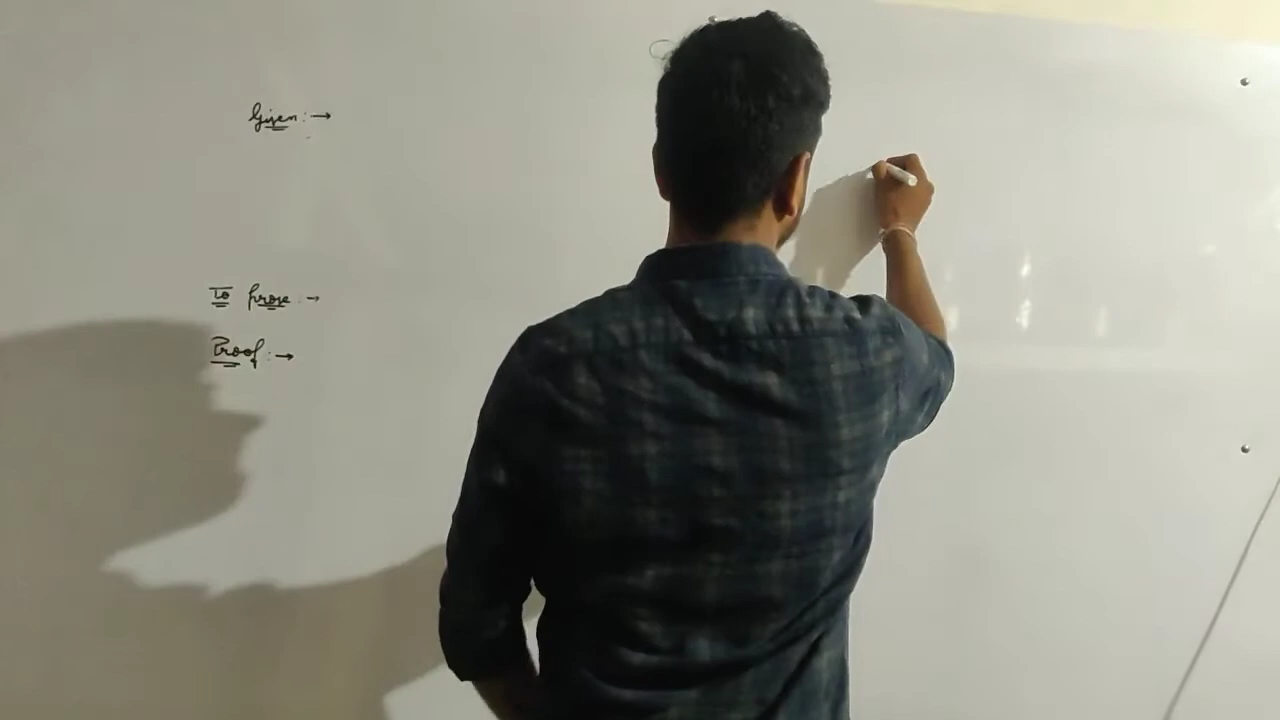 Given :→
To prove :→
Proof :→